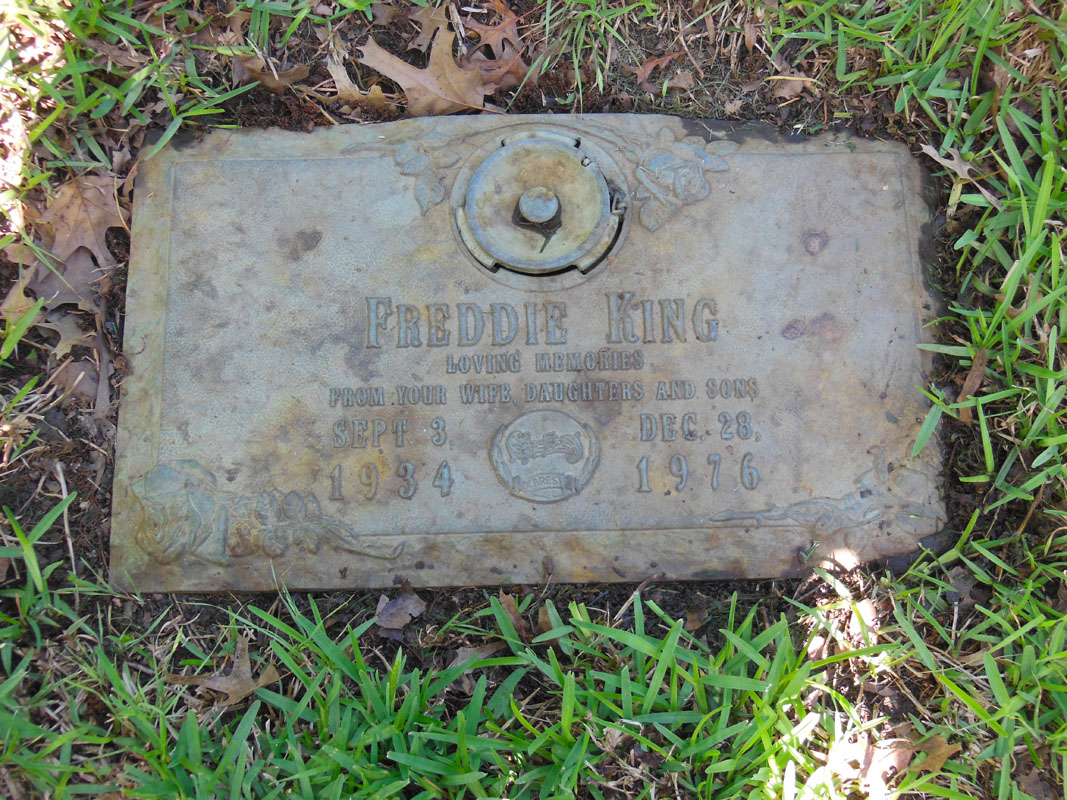 FREDDIE KING
LOVING MEMORIES
FROM YOUR WIFE, DAUGHTERS AND SONS
SEPT. 3, DEC. 28,
1934 1976